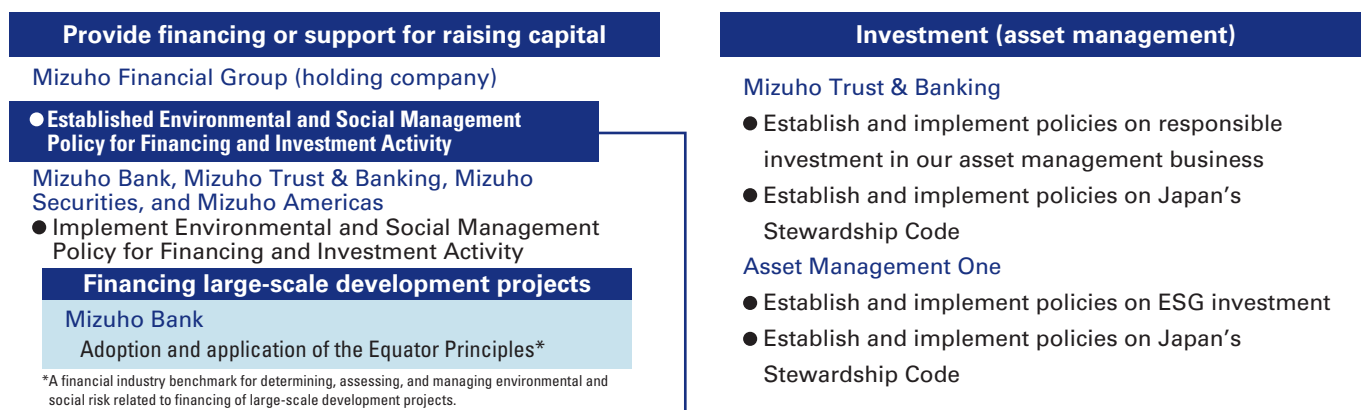 Provide financing or support for raising capital
Mizuho Financial Group (holding company)
● Established Environmental and Social Management
Policy for Financing and Investment Activity
Mizuho Bank, Mizuho Trust & Banking, Mizuho
Securities, and Mizuho Americas
● Implement Environmental and Social Management
Policy for Financing and Investment Activity
Financing large-scale development projects
Mizuho Bank
Adoption and application of the Equator Principles*
*A financial industry benchmark for determining, assessing, and managing environmental and
social risk related to financing of large-scale development projects.
Investment (asset management)
Mizuho Trust & Banking
● Establish and implement policies on responsible
investment in our asset management business
● Establish and implement policies on Japan's
Stewardship Code
Asset Management One
● Establish and implement policies on ESG investment
● Establish and implement policies on Japan's
Stewardship Code